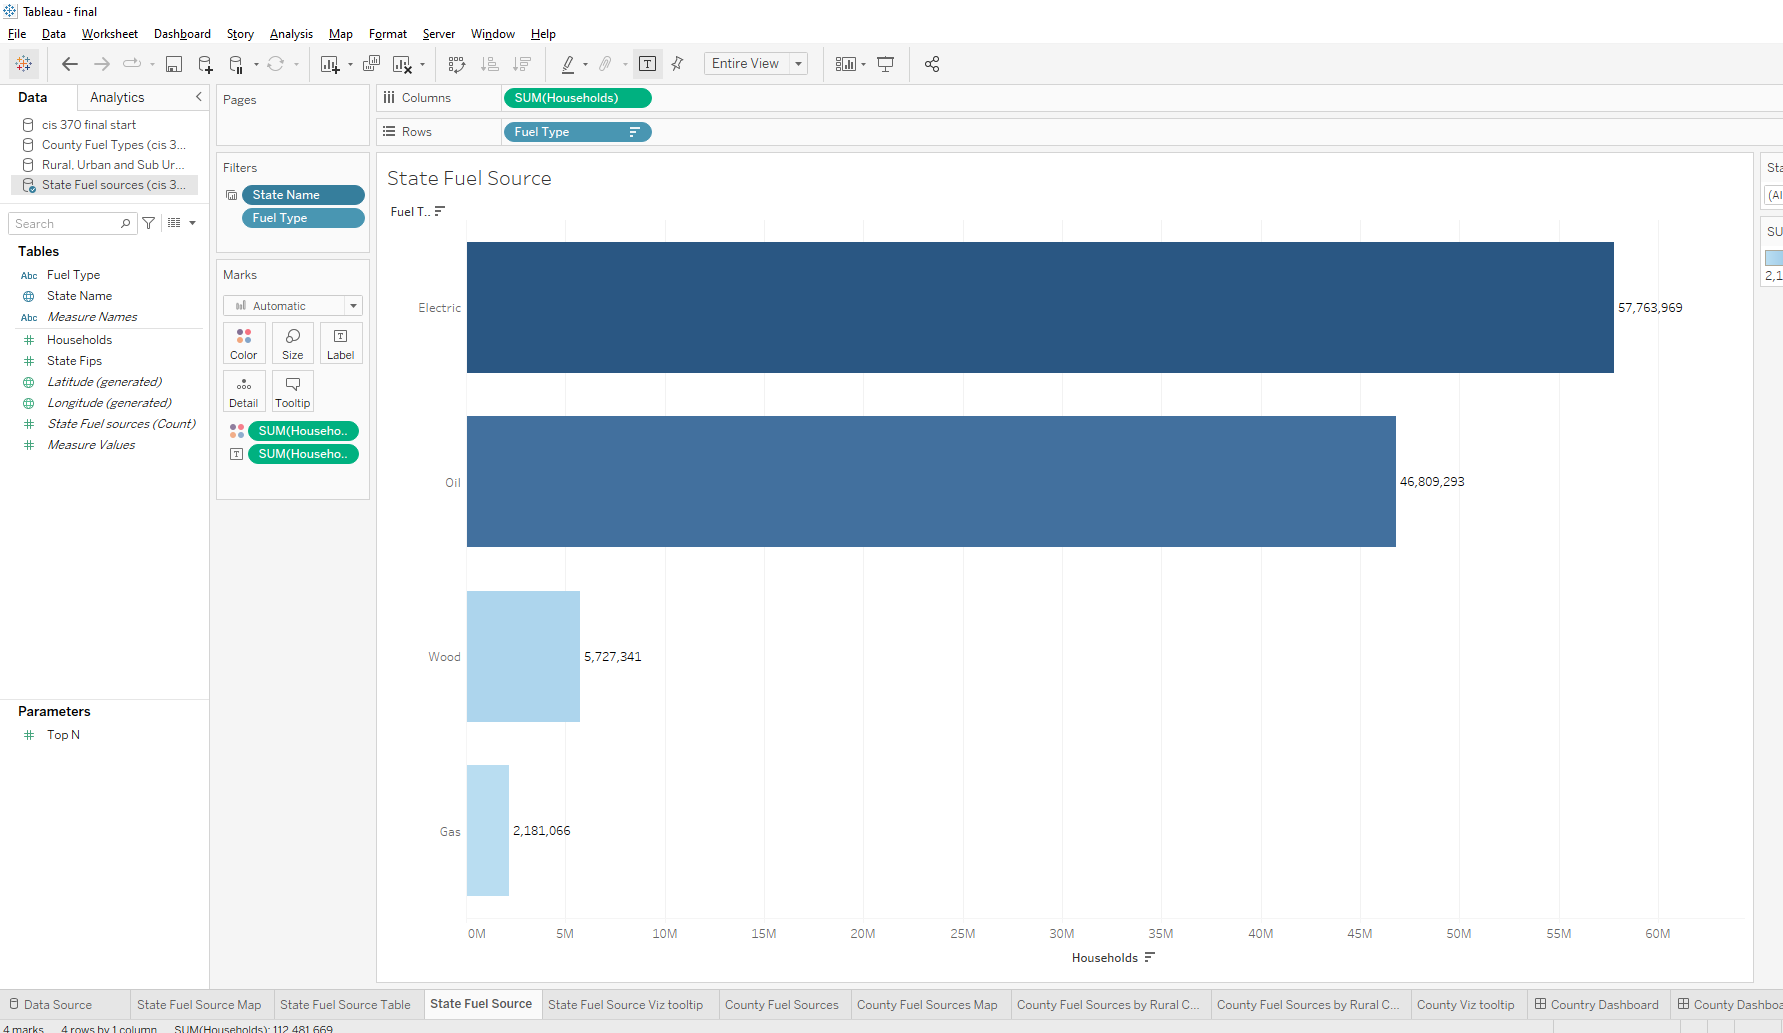 Tableau - final
File Data Worksheet Dashboard Story Analysis Map Format Server Window Help
Entire View
Data Analytics
cis 370 final start
County Fuel Types (cis 3...
Rural, Urban and Sub Ur...
State Fuel sources (cis 3...
Search
Tables
Abc Fuel Type
State Name
Abc Measure Names
Households
State Fips
Latitude (generated)
Longitude (generated)
State Fuel sources (Count)
Measure Values
Parameters
Top N
Pages
Filters
State Name
Fuel Type
Marks
Automatic
Color Size Label
Detail Tooltip
SUM(Househo..
SUM(Househo..
Columns SUM(Households)
Rows Fuel Type
State Fuel Source
Fuel T..
Electric 57,763,969
Oil 46,809,293
Wood 5,727,341
Gas 2,181,066
0M 5M 10M 15M 20M 25M 30M 35M 40M 45M 50M 55M 60M
Households
Sta
(Al
SU
2,1
Data Source State Fuel Source Map State Fuel Source Table State Fuel Source State Fuel Source Viz tooltip County Fuel Sources County Fuel Sources Map County Fuel Sources by Rural C... County Fuel Sources by Rural C... County Viz tooltip Country Dashboard County Dashboa
4 marks 4 rows by 1 column SUM(Households): 112,481,669